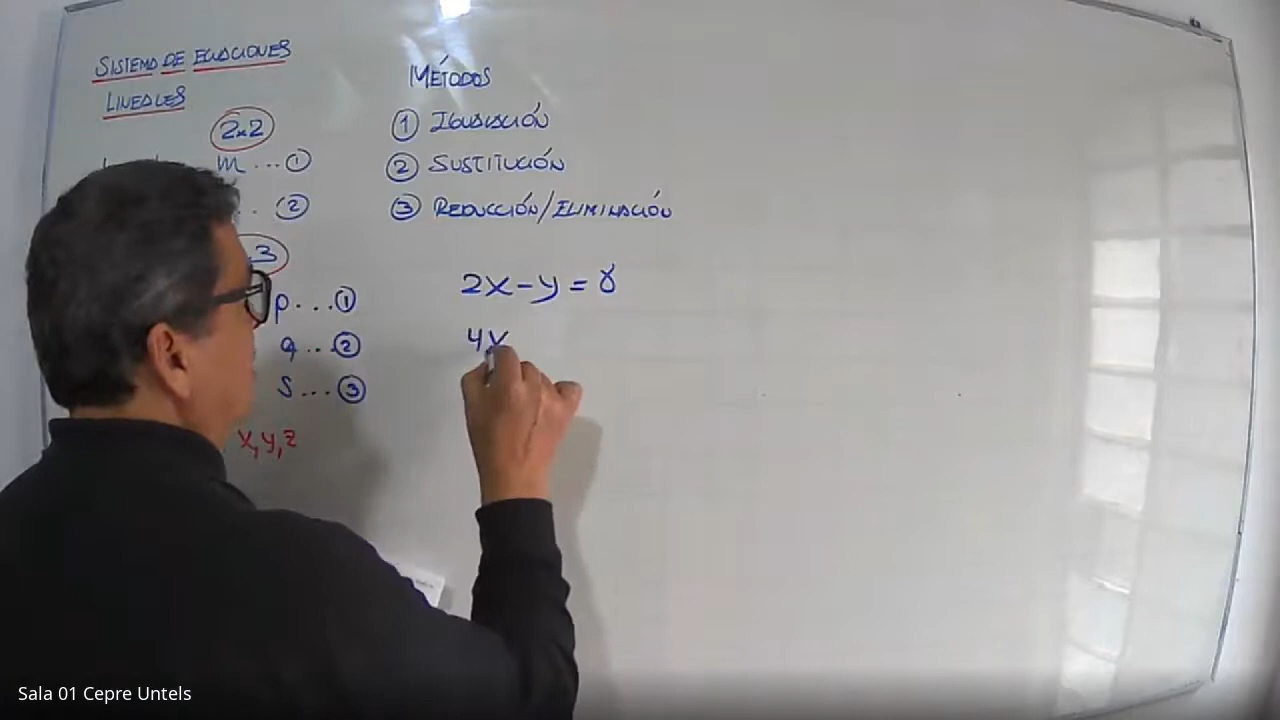 SISTEMA DE ECUACIONES
LINEALES
2x2
m ... ①
. ②
3
p ... ①
q ... ②
S ... ③
x, y, z
MÉTODOS
① IGUALACIÓN
② SUSTITUCIÓN
③ REDUCCIÓN/ELIMINACIÓN
2x - y = 8
4x
Sala 01 Cepre Untels